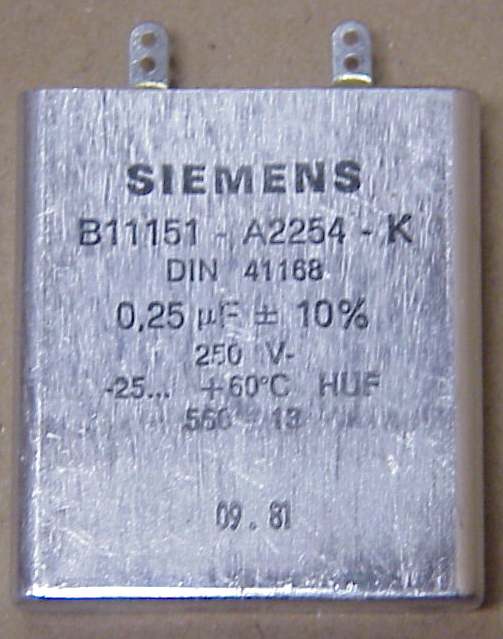 SIEMENS
B11151 - A2254 - K
DIN 41168
0,25 µF ± 10%
250 V-
-25... +60°C HUF
560 - 13
09.81